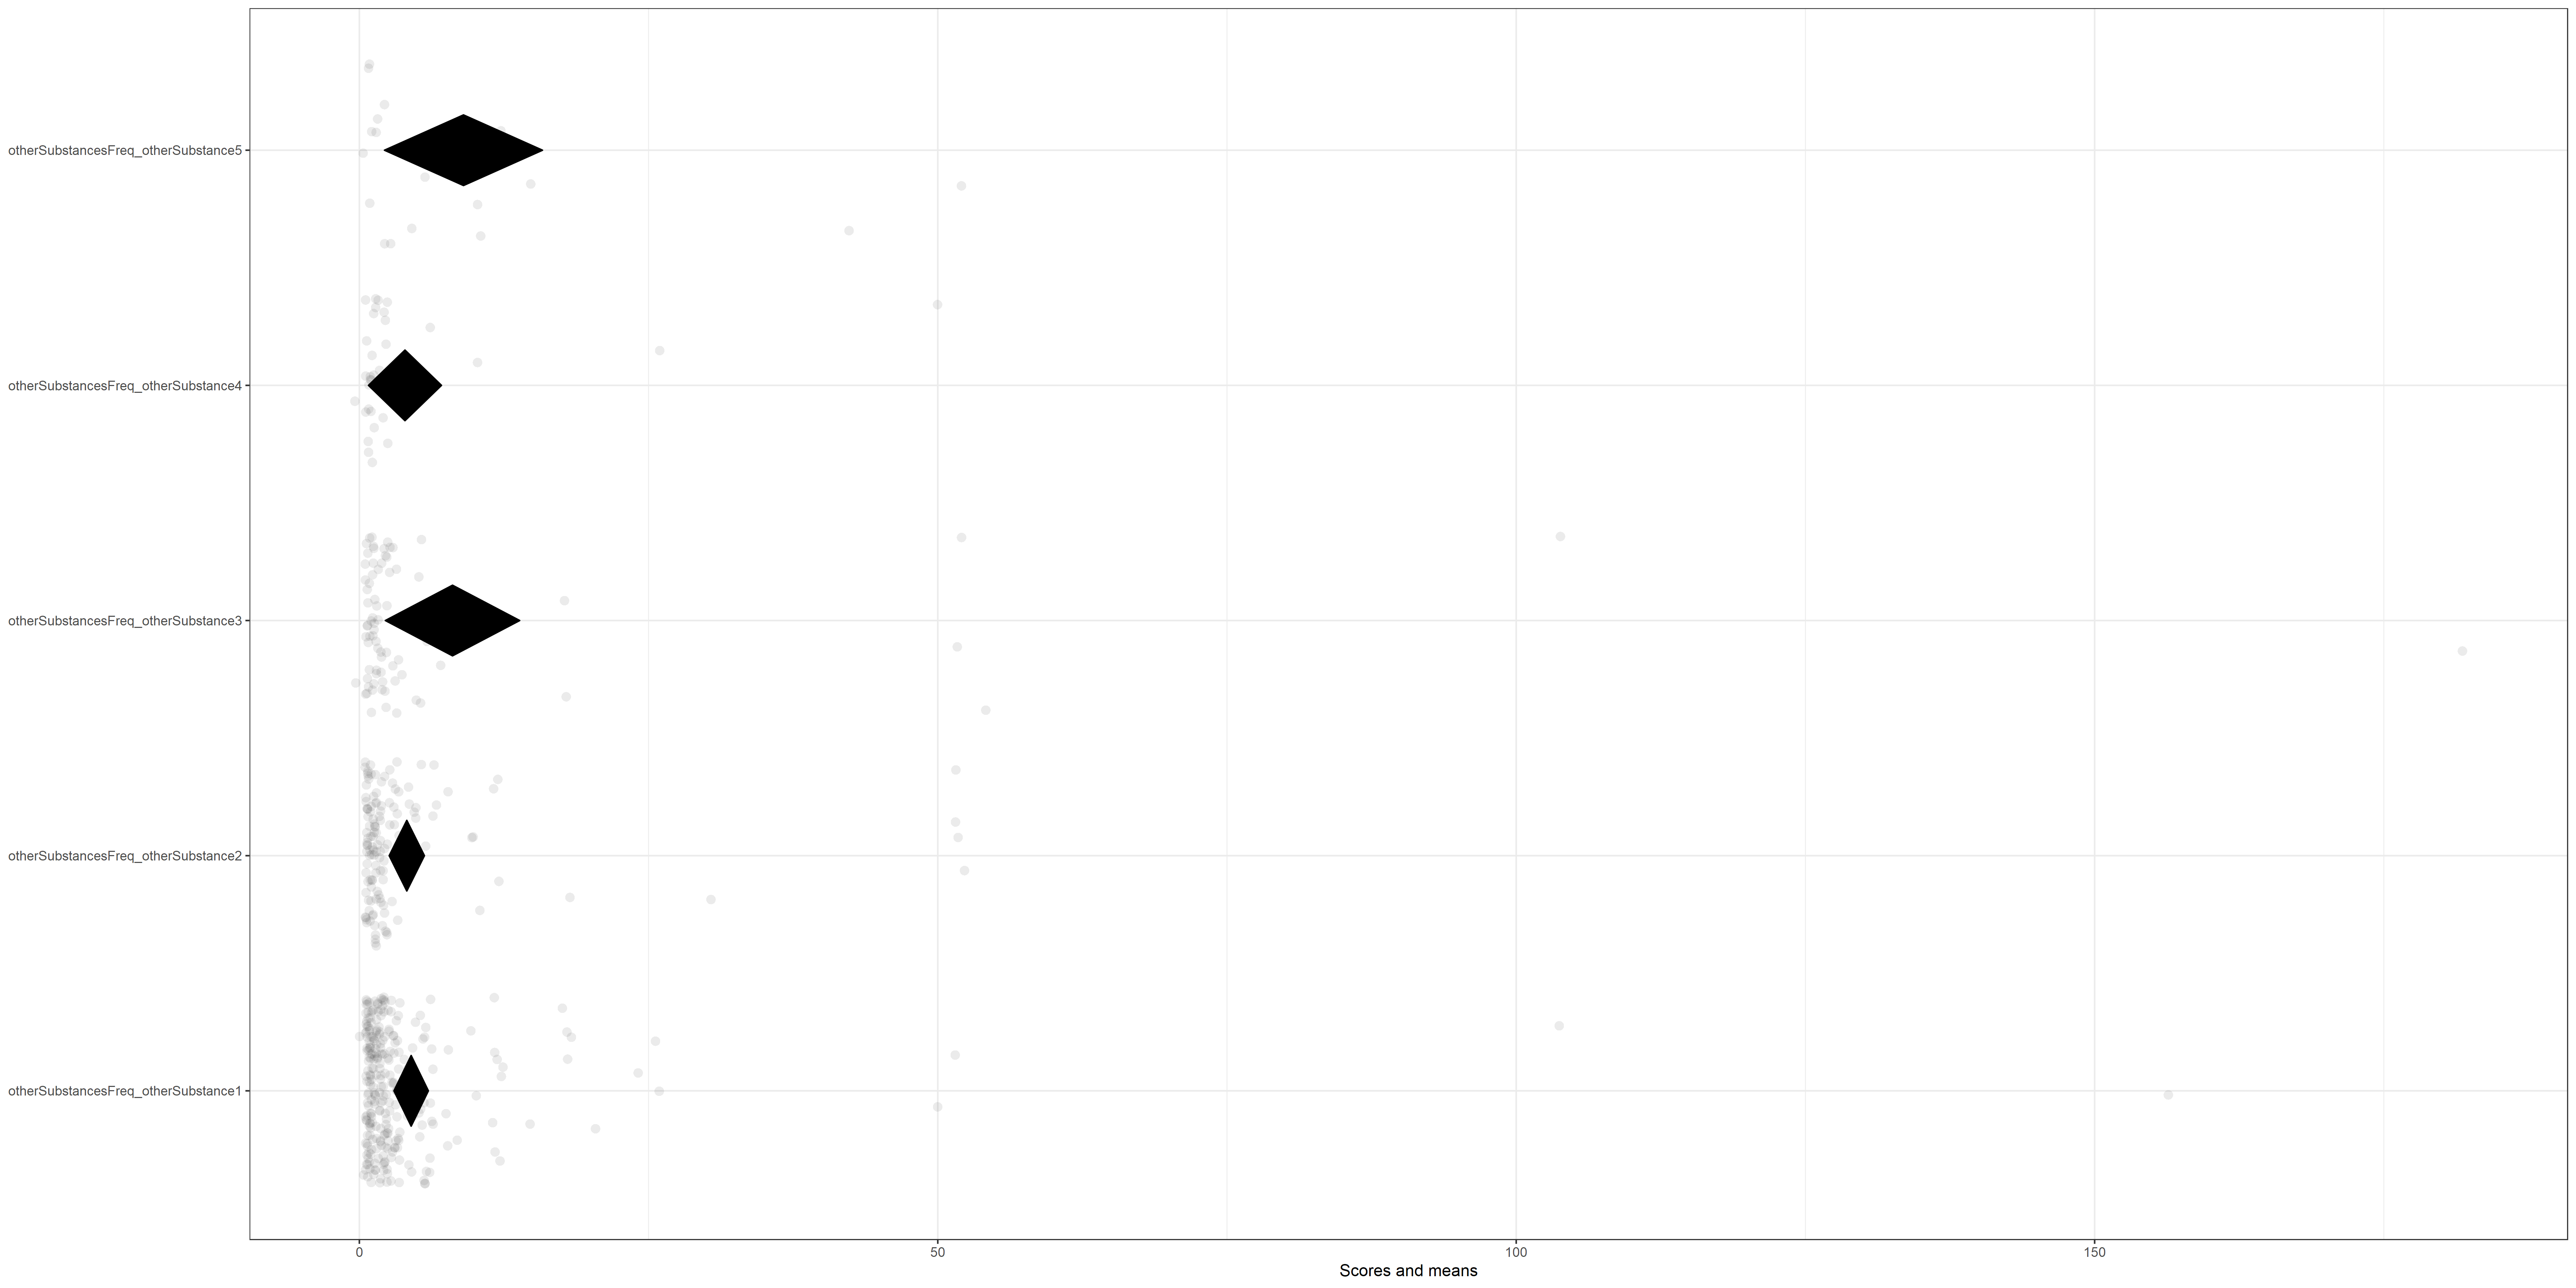 otherSubstancesFreq_otherSubstance5
otherSubstancesFreq_otherSubstance4
otherSubstancesFreq_otherSubstance3
otherSubstancesFreq_otherSubstance2
otherSubstancesFreq_otherSubstance1
0 50 100 150
Scores and means